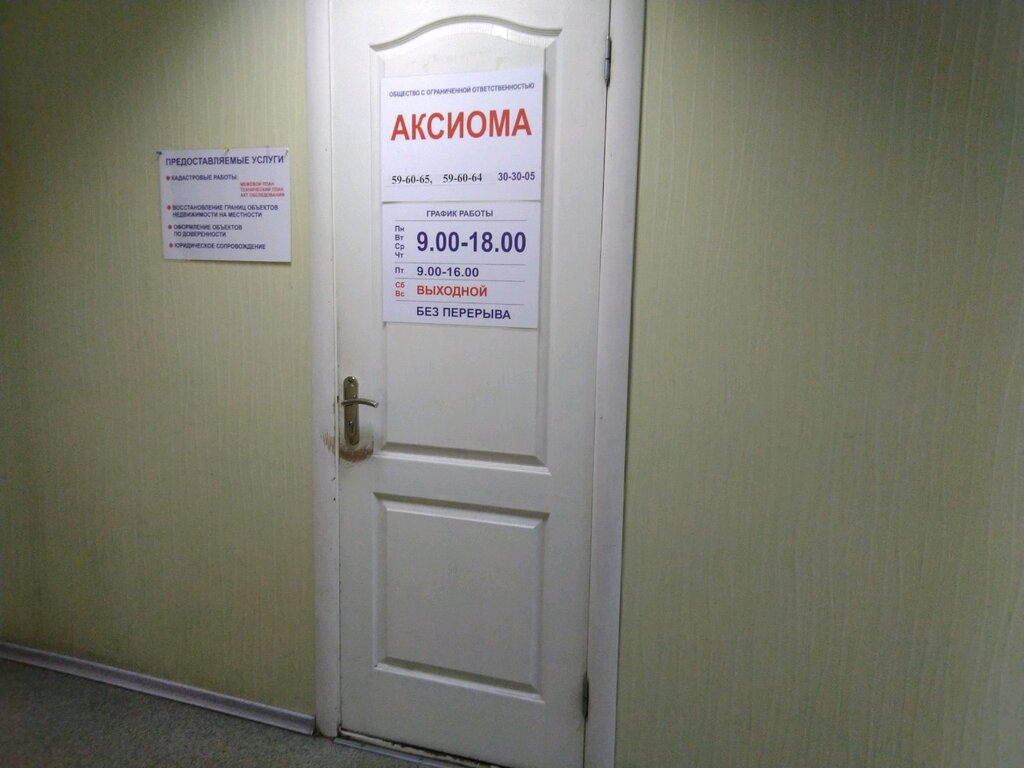 ПРЕДОСТАВЛЯЕМЫЕ УСЛУГИ
КАДАСТРОВЫЕ РАБОТЫ:
МЕЖЕВОЙ ПЛАН
ТЕХНИЧЕСКИЙ ПЛАН
АКТ ОБСЛЕДОВАНИЯ
ВОССТАНОВЛЕНИЕ ГРАНИЦ ОБЪЕКТОВ
НЕДВИЖИМОСТИ НА МЕСТНОСТИ
ОФОРМЛЕНИЕ ОБЪЕКТОВ
ПО ДОВЕРЕННОСТИ
ЮРИДИЧЕСКОЕ СОПРОВОЖДЕНИЕ
ОБЩЕСТВО С ОГРАНИЧЕННОЙ ОТВЕТСТВЕННОСТЬЮ
АКСИОМА
59-60-65, 59-60-64 30-30-05
ГРАФИК РАБОТЫ
Пн
Вт
Ср
Чт
9.00-18.00
Пт 9.00-16.00
Сб
Вс
ВЫХОДНОЙ
БЕЗ ПЕРЕРЫВА